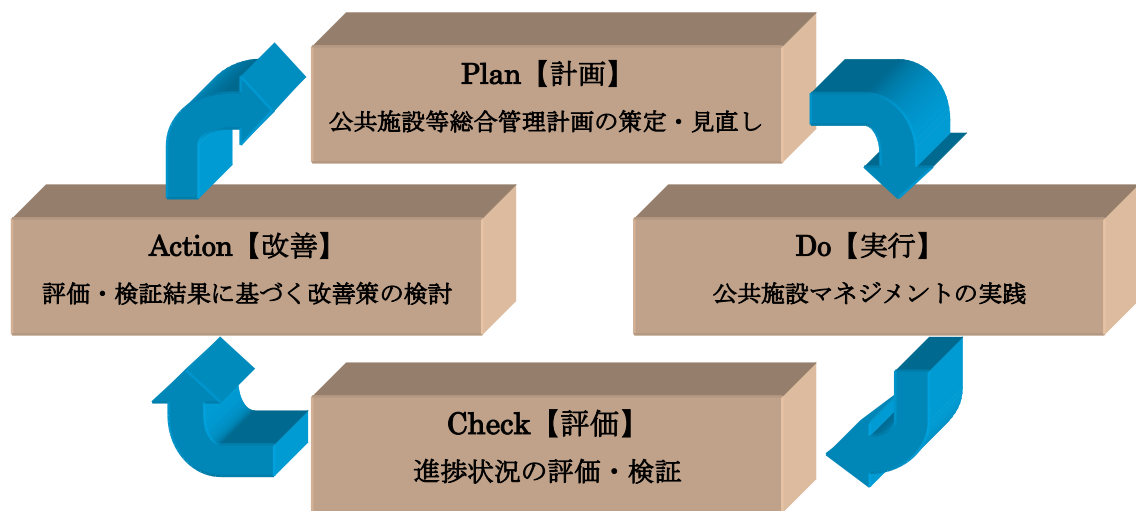 Plan【計画】
公共施設等総合管理計画の策定・見直し
Action【改善】
評価・検証結果に基づく改善策の検討
Do【実行】
公共施設マネジメントの実践
Check【評価】
進捗状況の評価・検証